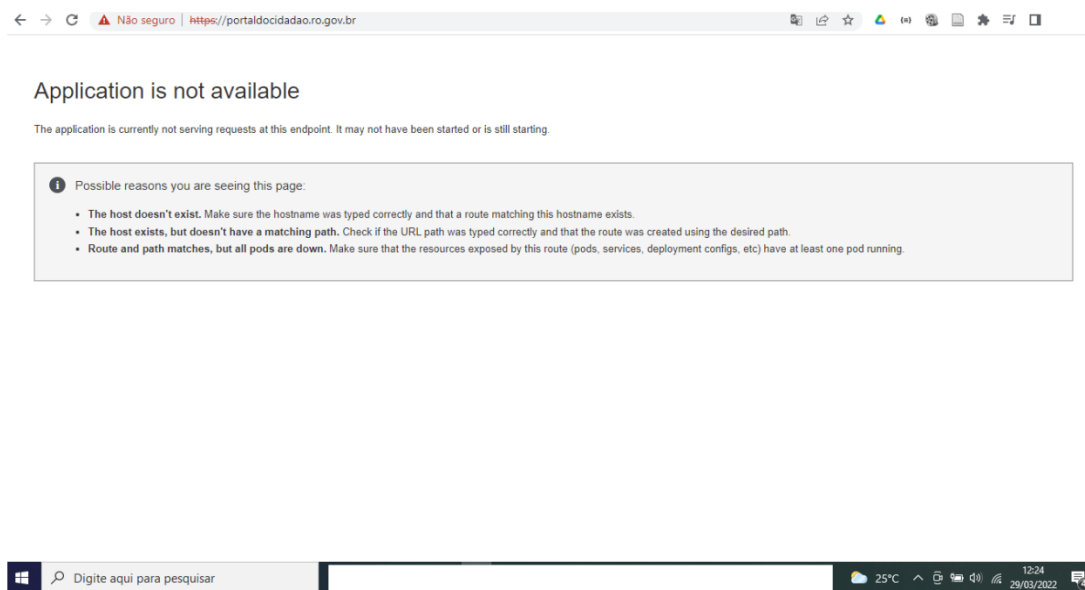 Não seguro | https://portaldocidadao.ro.gov.br
Application is not available
The application is currently not serving requests at this endpoint. It may not have been started or is still starting.
Possible reasons you are seeing this page:
• The host doesn't exist. Make sure the hostname was typed correctly and that a route matching this hostname exists.
• The host exists, but doesn't have a matching path. Check if the URL path was typed correctly and that the route was created using the desired path.
• Route and path matches, but all pods are down. Make sure that the resources exposed by this route (pods, services, deployment configs, etc) have at least one pod running.
Digite aqui para pesquisar
25°C
12:24
29/03/2022